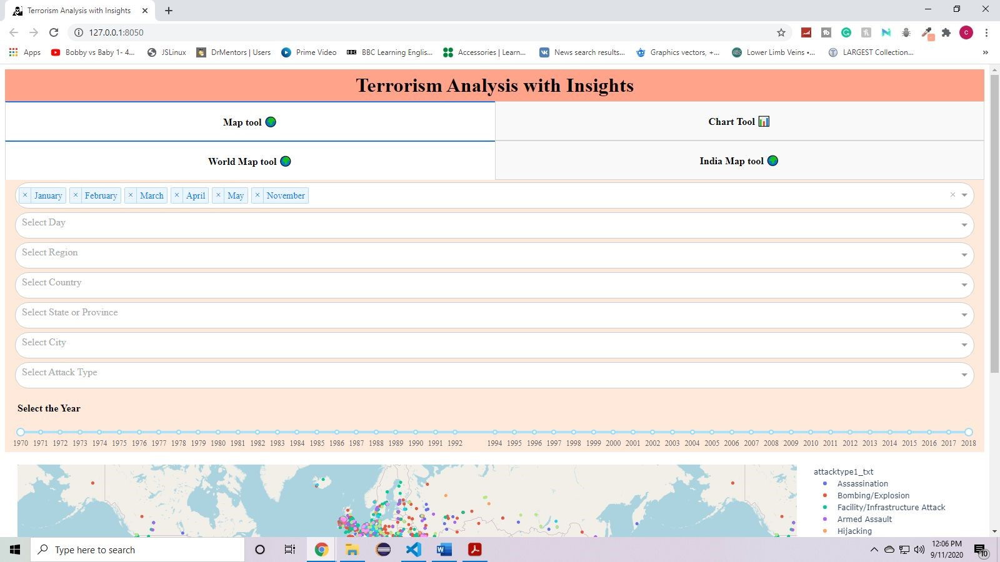 Terrorism Analysis with Insights
127.0.0.1:8050
Apps Bobby vs Baby 1- 4... JSLinux DrMentors | Users Prime Video BBC BBC Learning Englis... Accessories | Learn... News search results... Graphics vectors, +... Lower Limb Veins •... LARGEST Collection...
Terrorism Analysis with Insights
Map tool Chart Tool
World Map tool India Map tool
× January × February × March × April × May × November
Select Day
Select Region
Select Country
Select State or Province
Select City
Select Attack Type
Select the Year
1970 1971 1972 1973 1974 1975 1976 1977 1978 1979 1980 1981 1982 1983 1984 1985 1986 1987 1988 1989 1990 1991 1992 1994 1995 1996 1997 1998 1999 2000 2001 2002 2003 2004 2005 2006 2007 2008 2009 2010 2011 2012 2013 2014 2015 2016 2017 2018
attacktype1_txt
Assassination
Bombing/Explosion
Facility/Infrastructure Attack
Armed Assault
Hijacking
Type here to search
12:06 PM
9/11/2020
10